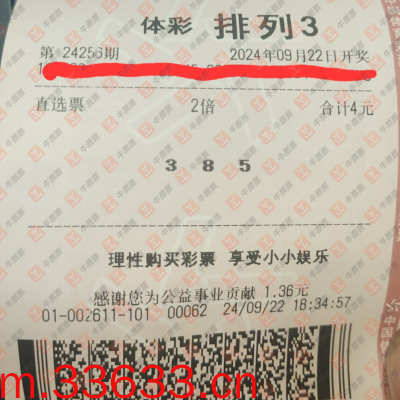 体彩 排列3
第 24256期 2024年09月22日开奖
直选票 2倍 合计4元
3 8 5
理性购买彩票 享受小小娱乐
感谢您为公益事业贡献 1.36元
01-002611-101 00062 24/09/22 18:34:57
m.33633.cn